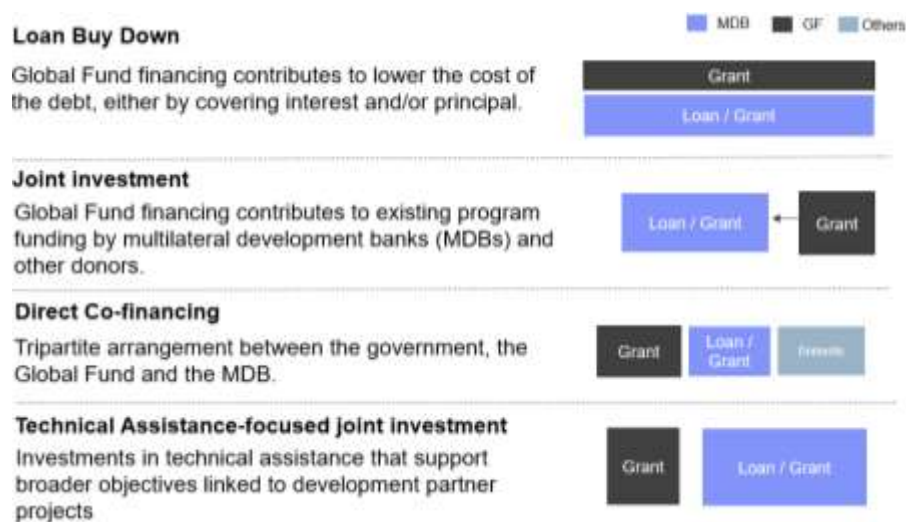 MDB GF Others
Loan Buy Down
Global Fund financing contributes to lower the cost of
the debt, either by covering interest and/or principal.
Grant
Loan / Grant
Joint investment
Global Fund financing contributes to existing program
funding by multilateral development banks (MDBs) and
other donors.
Loan / Grant
Grant
Direct Co-financing
Tripartite arrangement between the government, the
Global Fund and the MDB.
Grant
Loan /
Grant
Technical Assistance-focused joint investment
Investments in technical assistance that support
broader objectives linked to development partner
projects
Grant
Loan / Grant